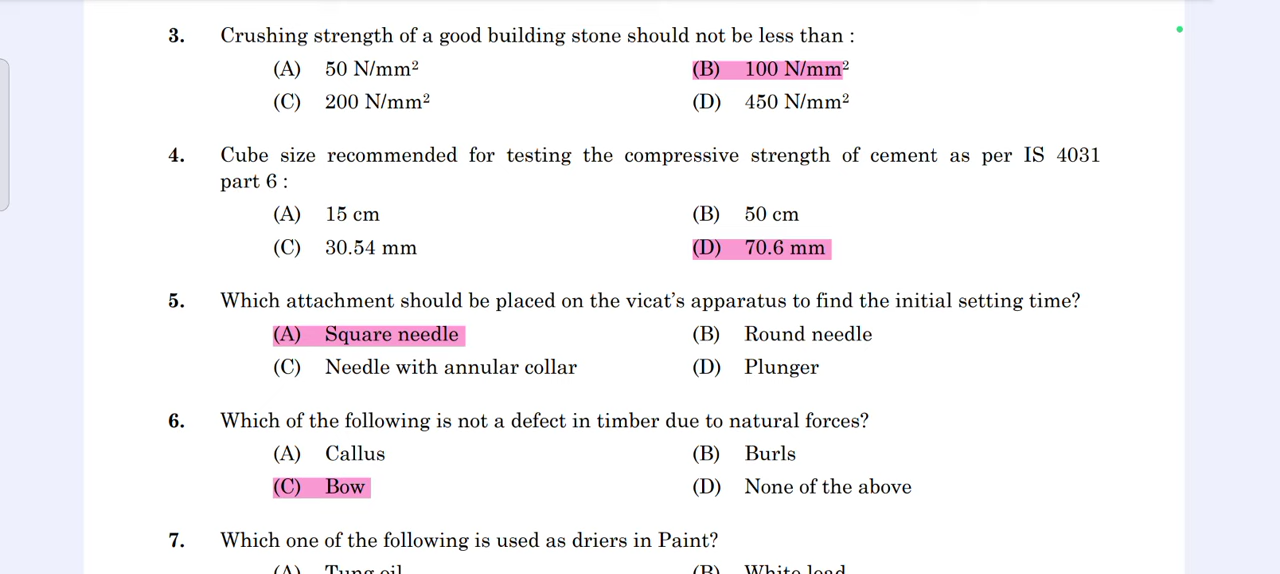 3. Crushing strength of a good building stone should not be less than :
(A) 50 N/mm² (B) 100 N/mm²
(C) 200 N/mm² (D) 450 N/mm²
4. Cube size recommended for testing the compressive strength of cement as per IS 4031
part 6 :
(A) 15 cm (B) 50 cm
(C) 30.54 mm (D) 70.6 mm
5. Which attachment should be placed on the vicat's apparatus to find the initial setting time?
(A) Square needle (B) Round needle
(C) Needle with annular collar (D) Plunger
6. Which of the following is not a defect in timber due to natural forces?
(A) Callus (B) Burls
(C) Bow (D) None of the above
7. Which one of the following is used as driers in Paint?
(A) Tung oil (B) White lead